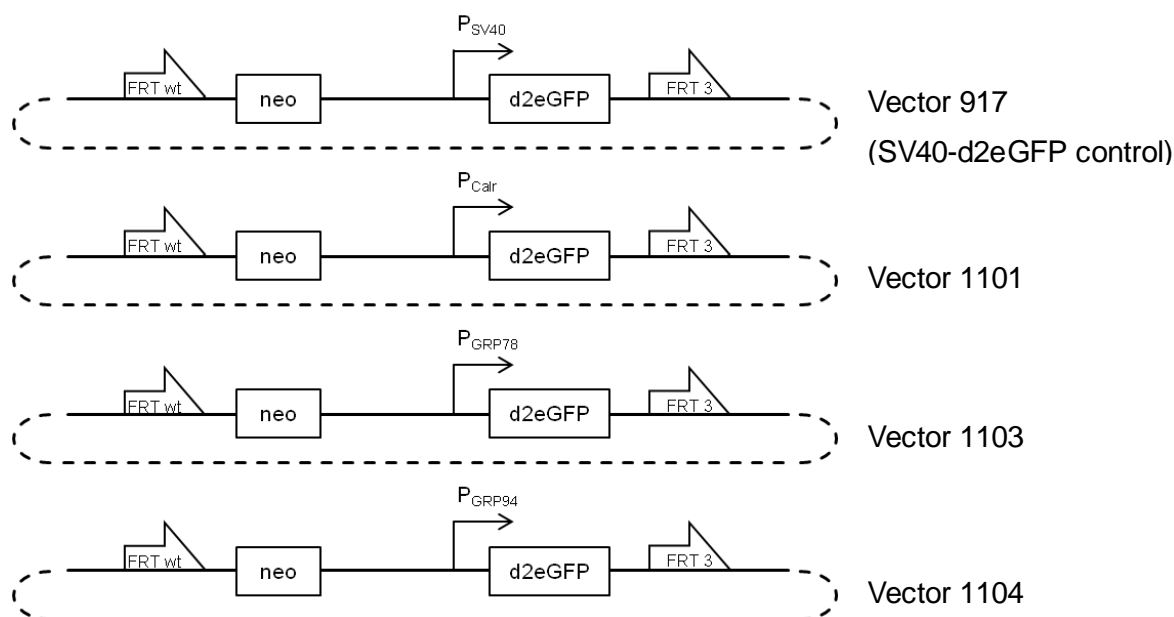 PSV40
FRT wt neo d2eGFP FRT 3
Vector 917
(SV40-d2eGFP control)
PCalr
FRT wt neo d2eGFP FRT 3
Vector 1101
PGRP78
FRT wt neo d2eGFP FRT 3
Vector 1103
PGRP94
FRT wt neo d2eGFP FRT 3
Vector 1104